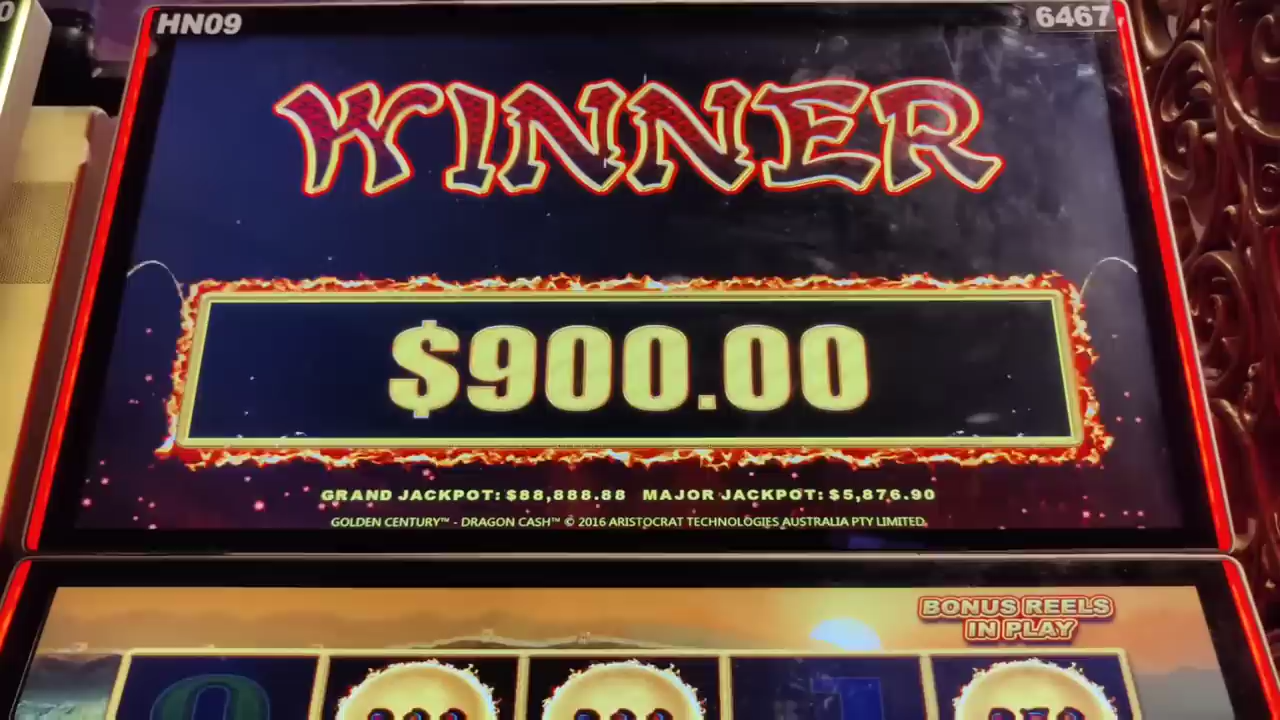 HN09
6467
WINNER
$900.00
GRAND JACKPOT: $88,888.88 MAJOR JACKPOT: $5,876.90
GOLDEN CENTURY™ - DRAGON CASH™ © 2016 ARISTOCRAT TECHNOLOGIES AUSTRALIA PTY LIMITED.
BONUS REELS
IN PLAY